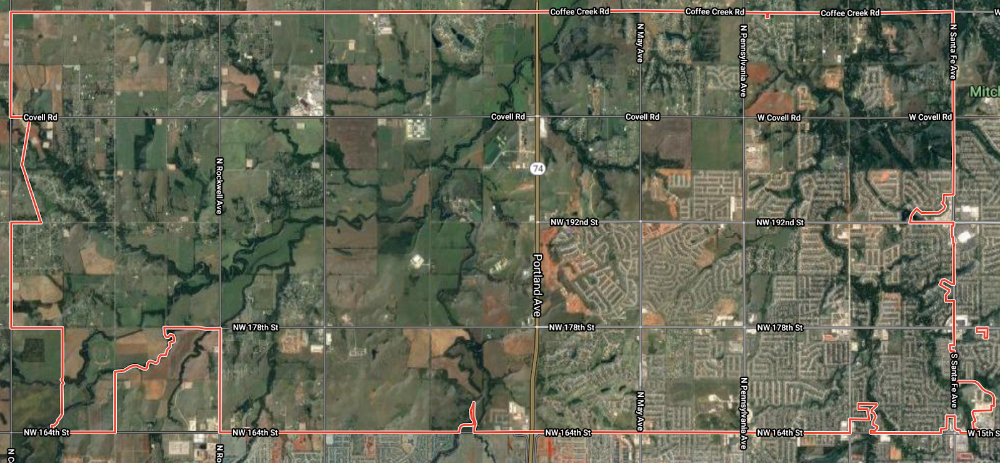 Coffee Creek Rd
Coffee Creek Rd
Coffee Creek Rd
W
N May Ave
N Pennsylvania Ave
N Santa Fe Ave
Mitch
Covell Rd
Covell Rd
Covell Rd
W Covell Rd
W Covell Rd
N Rockwell Ave
74
NW 192nd St
NW 192nd St
Portland Ave
NW 178th St
NW 178th St
NW 178th St
S Santa Fe Ave
N May Ave
N Pennsylvania Ave
NW 164th St
NW 164th St
NW 164th St
NW 164th St
W 15th S
N C
N Ro